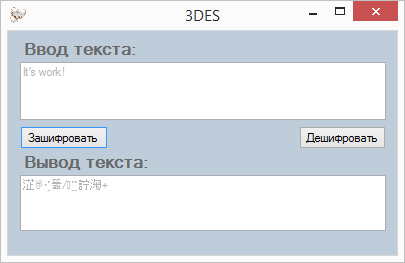 3DES
Ввод текста:
It's work!
Зашифровать Дешифровать
Вывод текста: